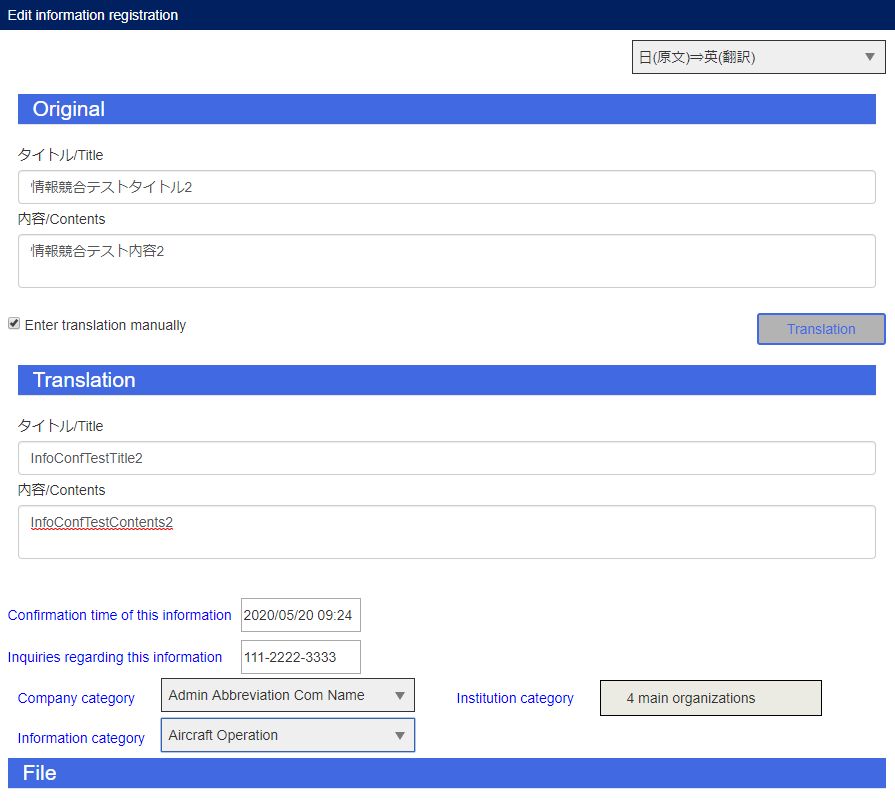 Edit information registration
日(原文)⇒英(翻訳)
Original
タイトル/Title
情報競合テストタイトル2
内容/Contents
情報競合テスト内容2
Enter translation manually
Translation
Translation
タイトル/Title
InfoConfTestTitle2
内容/Contents
InfoConfTestContents2
Confirmation time of this information 2020/05/20 09:24
Inquiries regarding this information 111-2222-3333
Company category Admin Abbreviation Com Name Institution category 4 main organizations
Information category Aircraft Operation
File